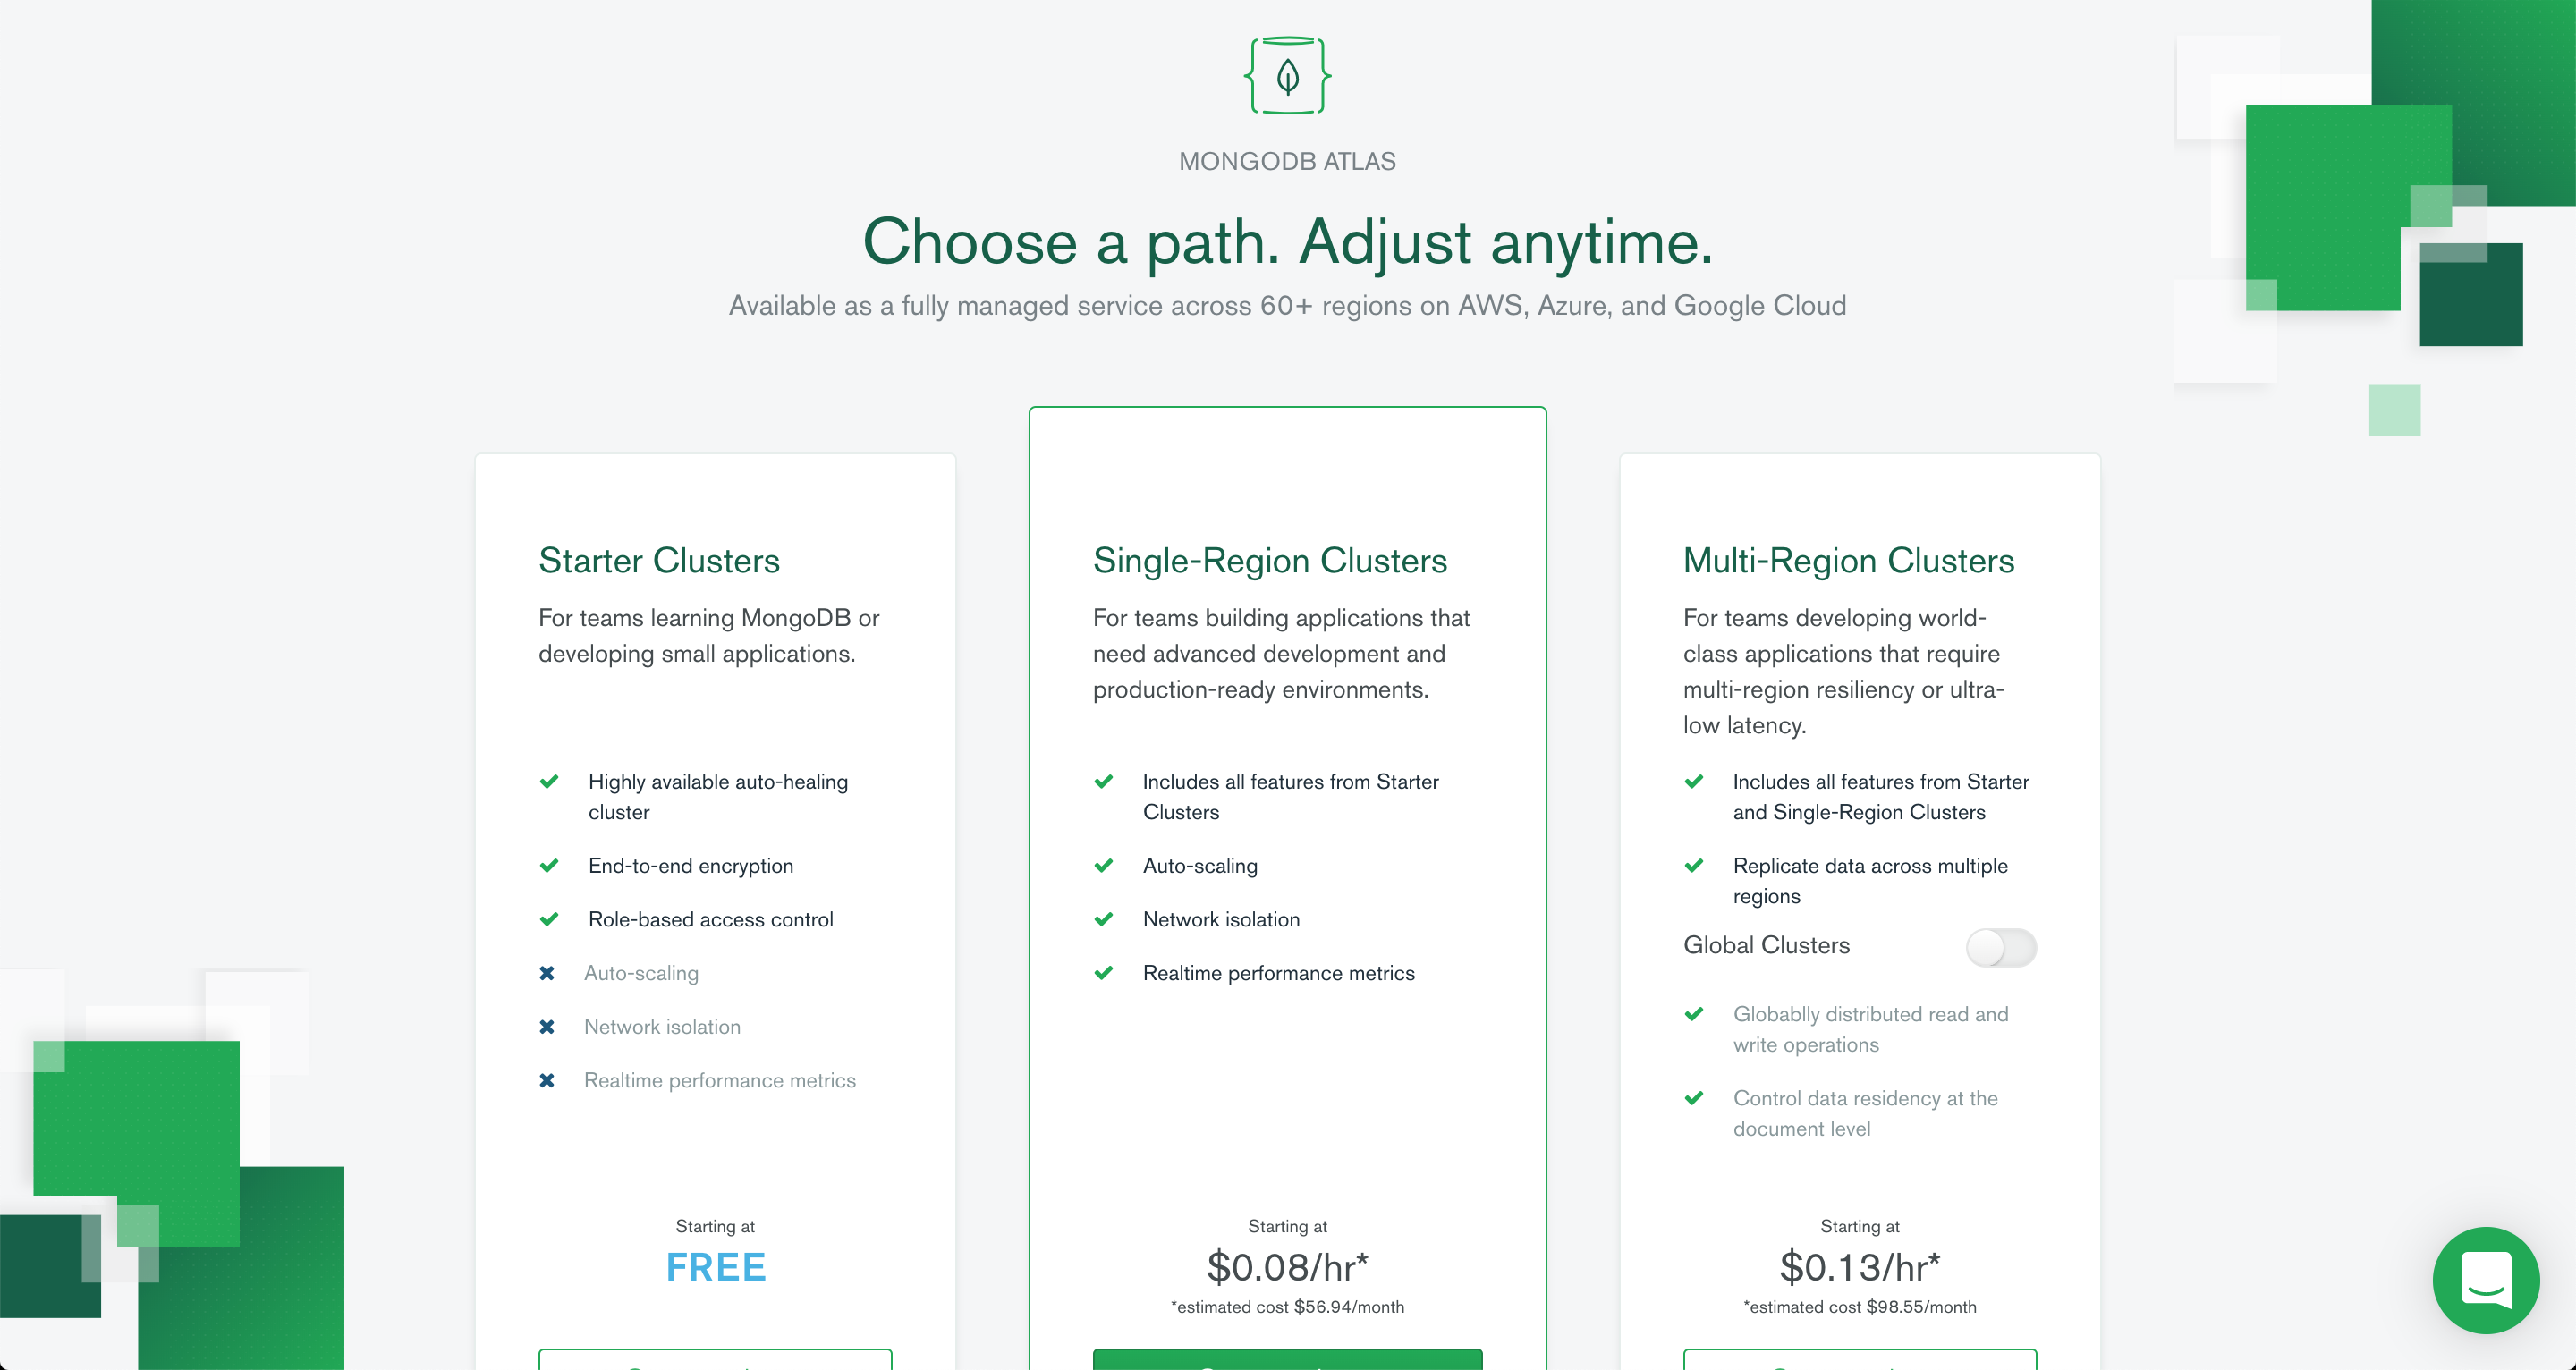 MONGODB ATLAS
Choose a path. Adjust anytime.
Available as a fully managed service across 60+ regions on AWS, Azure, and Google Cloud
Starter Clusters
For teams learning MongoDB or
developing small applications.
Highly available auto-healing
cluster
End-to-end encryption
Role-based access control
Auto-scaling
Network isolation
Realtime performance metrics
Starting at
FREE
Single-Region Clusters
For teams building applications that
need advanced development and
production-ready environments.
Includes all features from Starter
Clusters
Auto-scaling
Network isolation
Realtime performance metrics
Starting at
$0.08/hr*
*estimated cost $56.94/month
Multi-Region Clusters
For teams developing world-
class applications that require
multi-region resiliency or ultra-
low latency.
Includes all features from Starter
and Single-Region Clusters
Replicate data across multiple
regions
Global Clusters
Globablly distributed read and
write operations
Control data residency at the
document level
Starting at
$0.13/hr*
*estimated cost $98.55/month